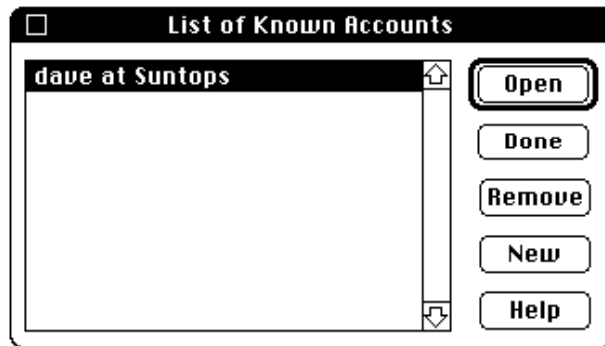 List of Known Accounts
dave at Suntops
Open
Done
Remove
New
Help